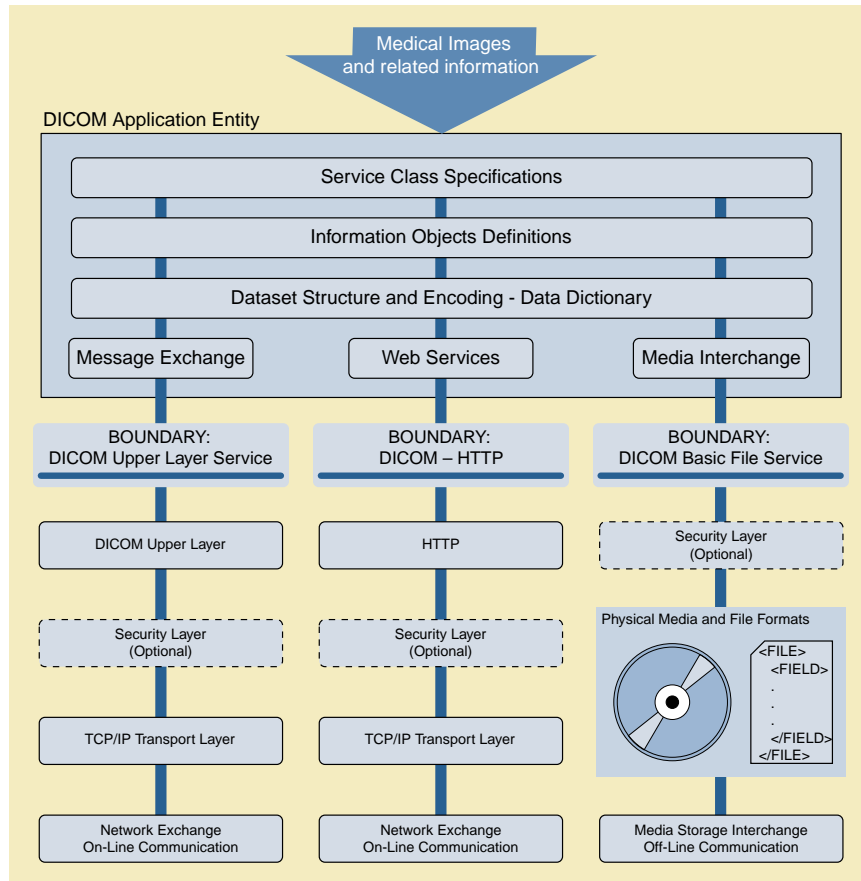 Medical Images
and related information
DICOM Application Entity
Service Class Specifications
Information Objects Definitions
Dataset Structure and Encoding - Data Dictionary
Message Exchange
Web Services
Media Interchange
BOUNDARY:
DICOM Upper Layer Service
BOUNDARY:
DICOM – HTTP
BOUNDARY:
DICOM Basic File Service
DICOM Upper Layer
HTTP
Security Layer
(Optional)
Security Layer
(Optional)
Security Layer
(Optional)
Physical Media and File Formats
<FILE>
<FIELD>
.
.
.
</FIELD>
</FILE>
TCP/IP Transport Layer
TCP/IP Transport Layer
Network Exchange
On-Line Communication
Network Exchange
On-Line Communication
Media Storage Interchange
Off-Line Communication